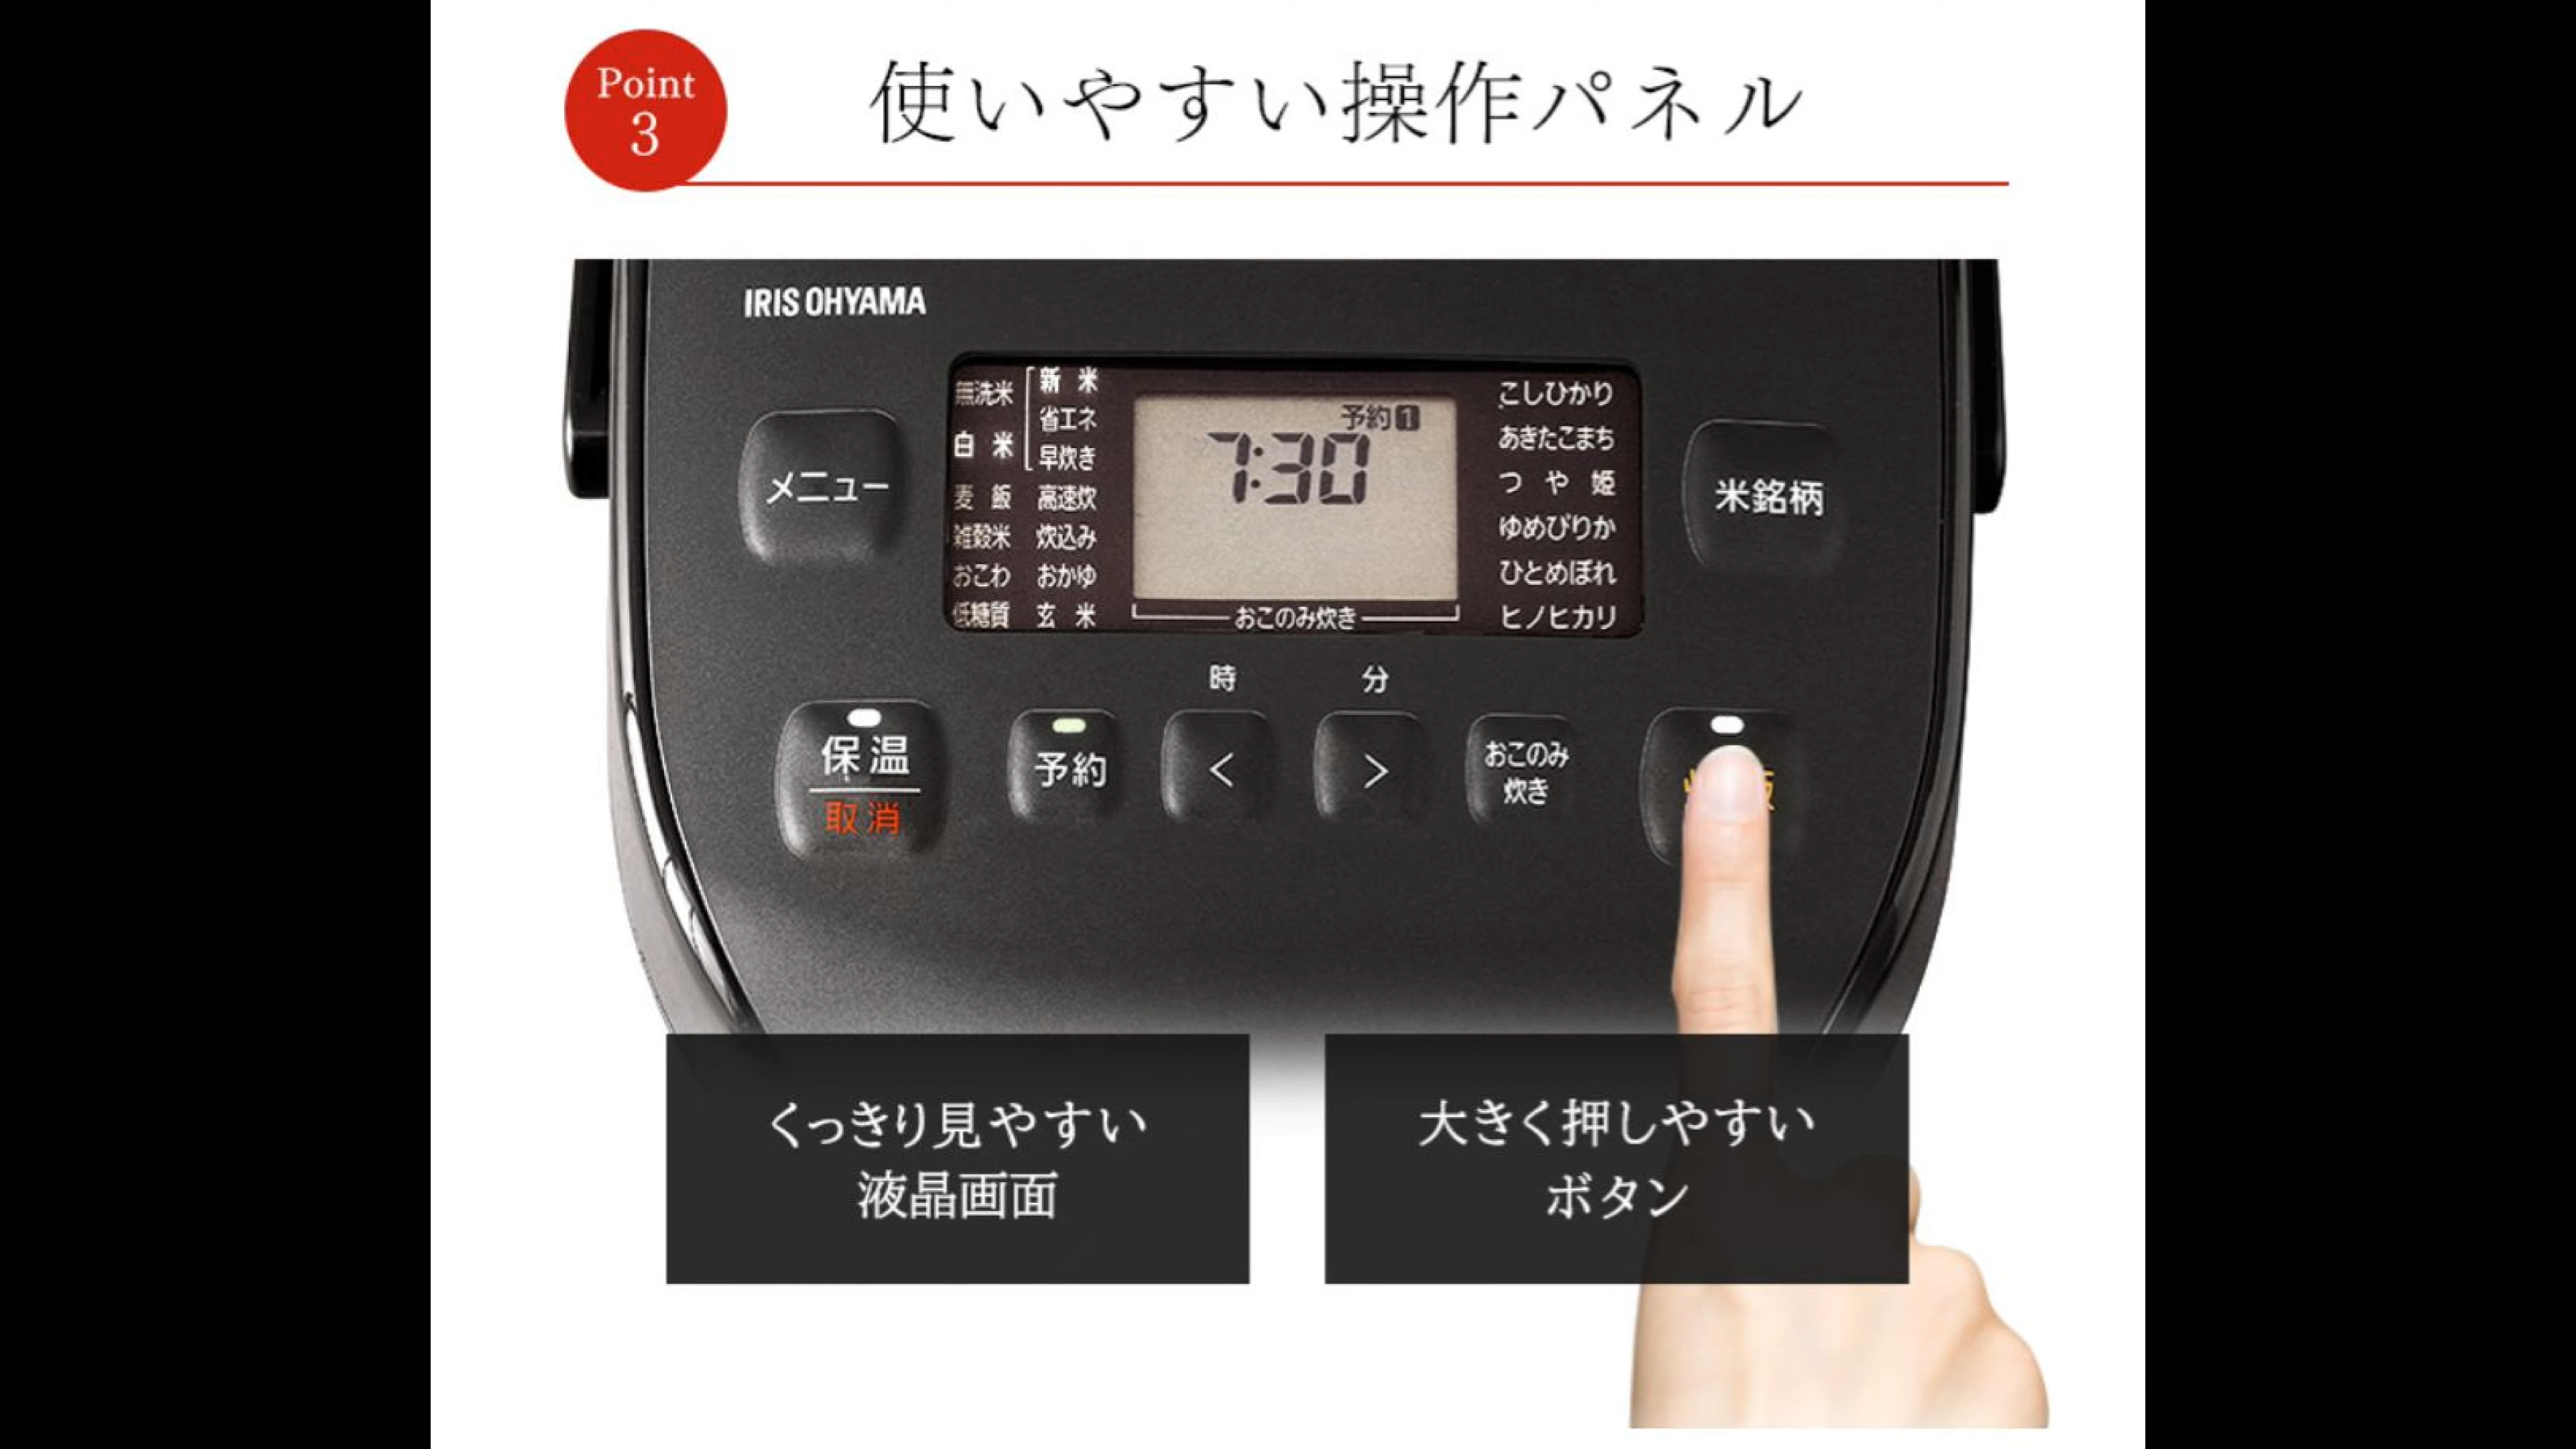 Point
3
使いやすい操作パネル
IRIS OHYAMA
メニュー
無洗米
白 米
麦 飯
雑穀米
おこわ
低糖質
新 米
省エネ
早炊き
高速炊
炊込み
おかゆ
玄 米
予約1
7:30
おこのみ炊き
こしひかり
あきたこまち
つ や 姫
ゆめぴりか
ひとめぼれ
ヒノヒカリ
米銘柄
時
分
保温
取消
予約
<
>
おこのみ
炊き
くっきり見やすい
液晶画面
大きく押しやすい
ボタン